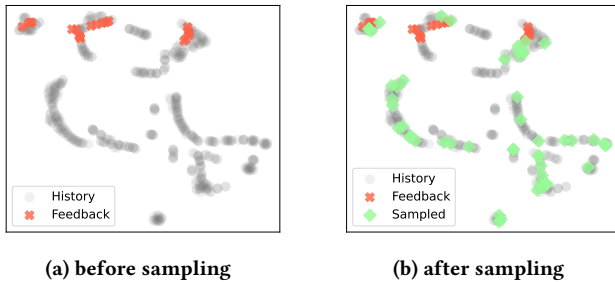 History
Feedback
(a) before sampling
History
Feedback
Sampled
(b) after sampling